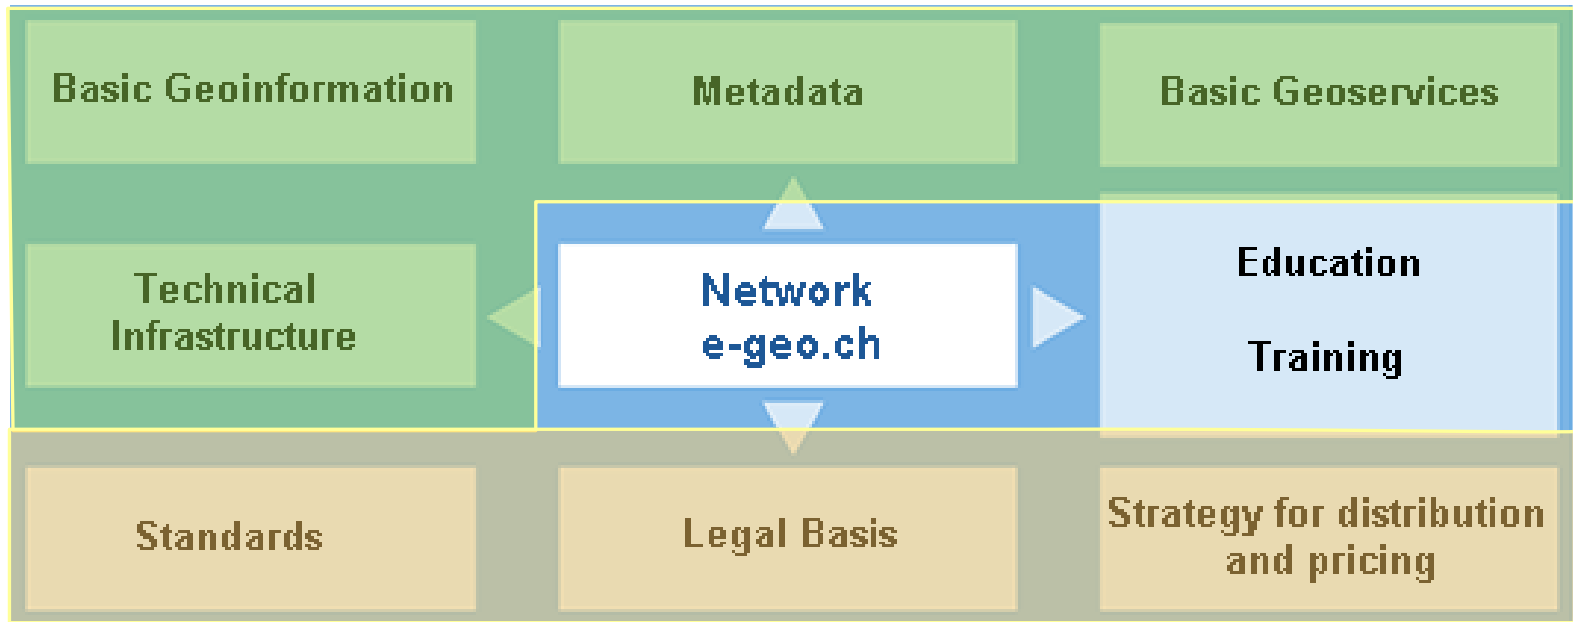 Basic Geoinformation
Metadata
Basic Geoservices
Technical
Infrastructure
Network
e-geo.ch
Education
Training
Standards
Legal Basis
Strategy for distribution
and pricing